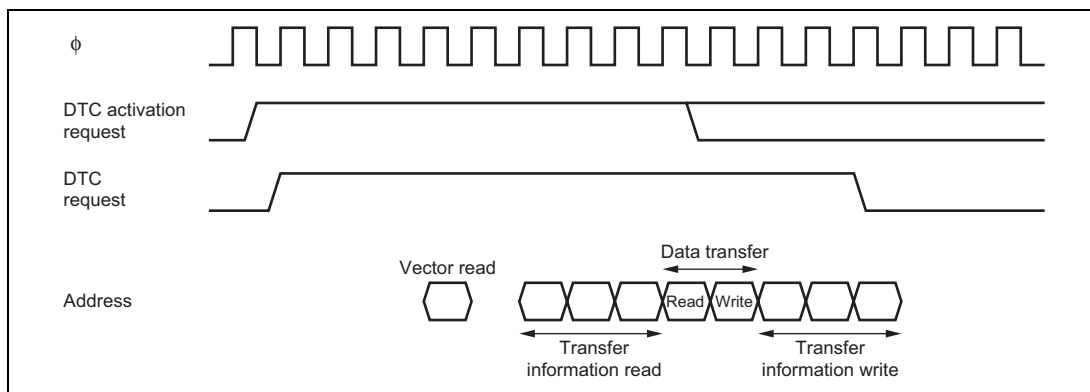 ϕ
DTC activation
request
DTC
request
Data transfer
Vector read
Address
Read Write
Transfer
information read
Transfer
information write